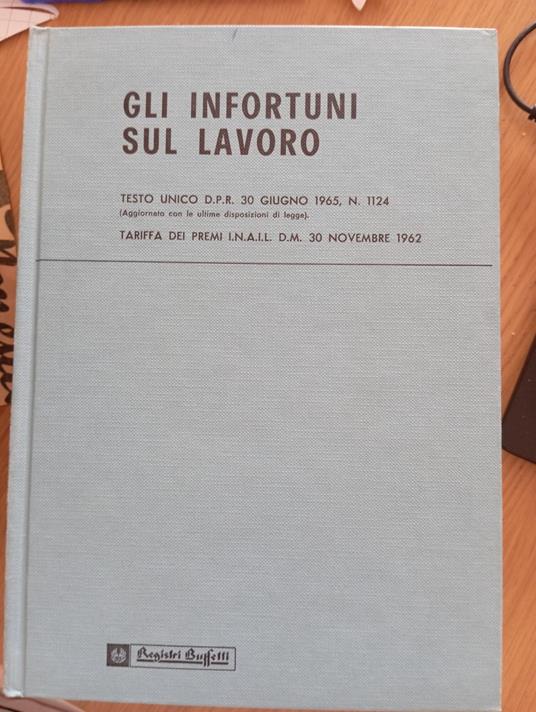 GLI INFORTUNI
SUL LAVORO
TESTO UNICO D.P.R. 30 GIUGNO 1965, N. 1124
(Aggiornato con le ultime disposizioni di legge).
TARIFFA DEI PREMI I.N.A.I.L. D.M. 30 NOVEMBRE 1962
Registri Buffetti